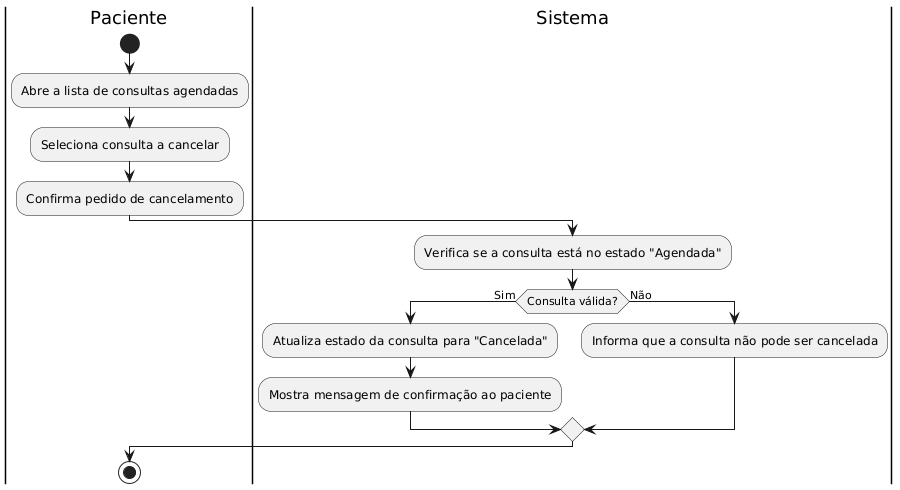 Paciente
Sistema
Abre a lista de consultas agendadas
Seleciona consulta a cancelar
Confirma pedido de cancelamento
Verifica se a consulta está no estado "Agendada"
Sim
Consulta válida?
Não
Atualiza estado da consulta para "Cancelada"
Informa que a consulta não pode ser cancelada
Mostra mensagem de confirmação ao paciente